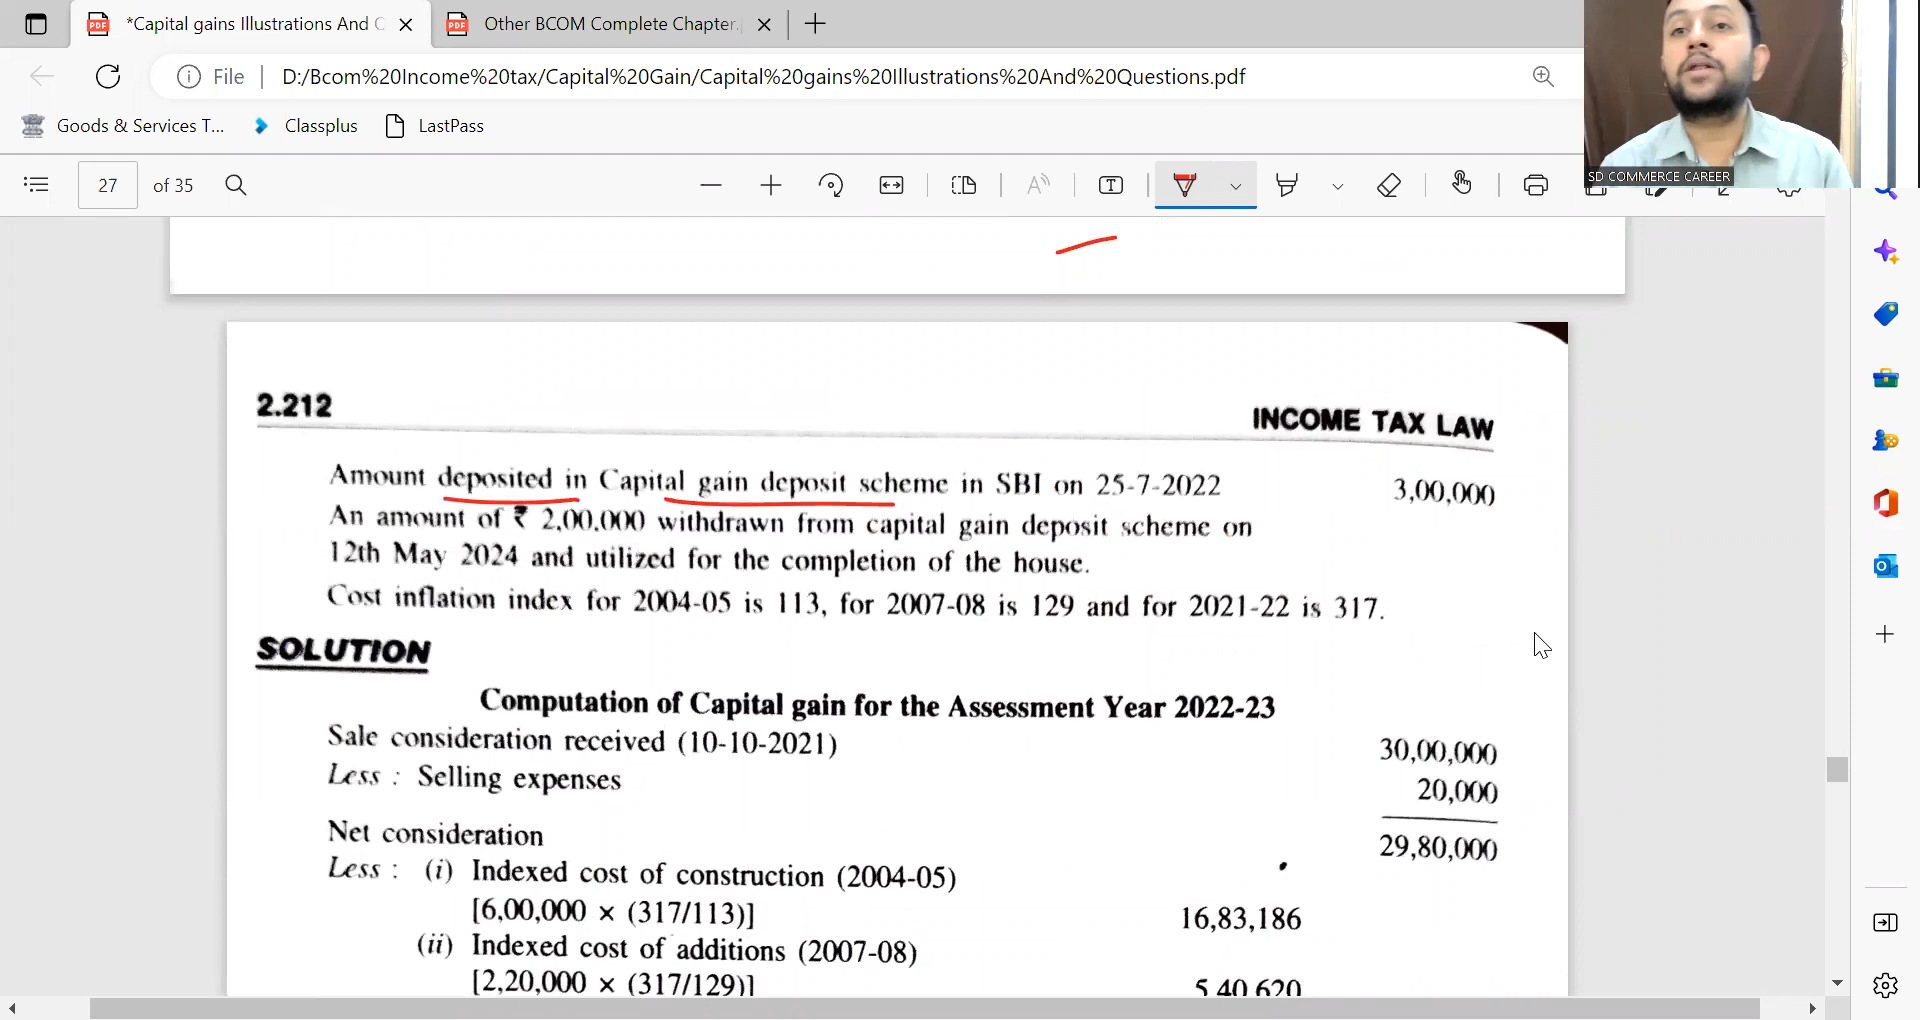 *Capital gains Illustrations And
Other BCOM Complete Chapter.
File
D:/Bcom%20Income%20tax/Capital%20Gain/Capital%20gains%20Illustrations%20And%20Questions.pdf
Goods & Services T...
Classplus
LastPass
27
of 35
SD COMMERCE CAREER
2.212
INCOME TAX LAW
Amount deposited in Capital gain deposit scheme in SBI on 25-7-2022 3,00,000
An amount of ₹ 2,00,000 withdrawn from capital gain deposit scheme on
12th May 2024 and utilized for the completion of the house.
Cost inflation index for 2004-05 is 113, for 2007-08 is 129 and for 2021-22 is 317.
SOLUTION
Computation of Capital gain for the Assessment Year 2022-23
Sale consideration received (10-10-2021) 30,00,000
Less : Selling expenses 20,000
Net consideration 29,80,000
Less : (i) Indexed cost of construction (2004-05)
[6,00,000 × (317/113)] 16,83,186
(ii) Indexed cost of additions (2007-08)
[2,20,000 × (317/129)] 5,40,620